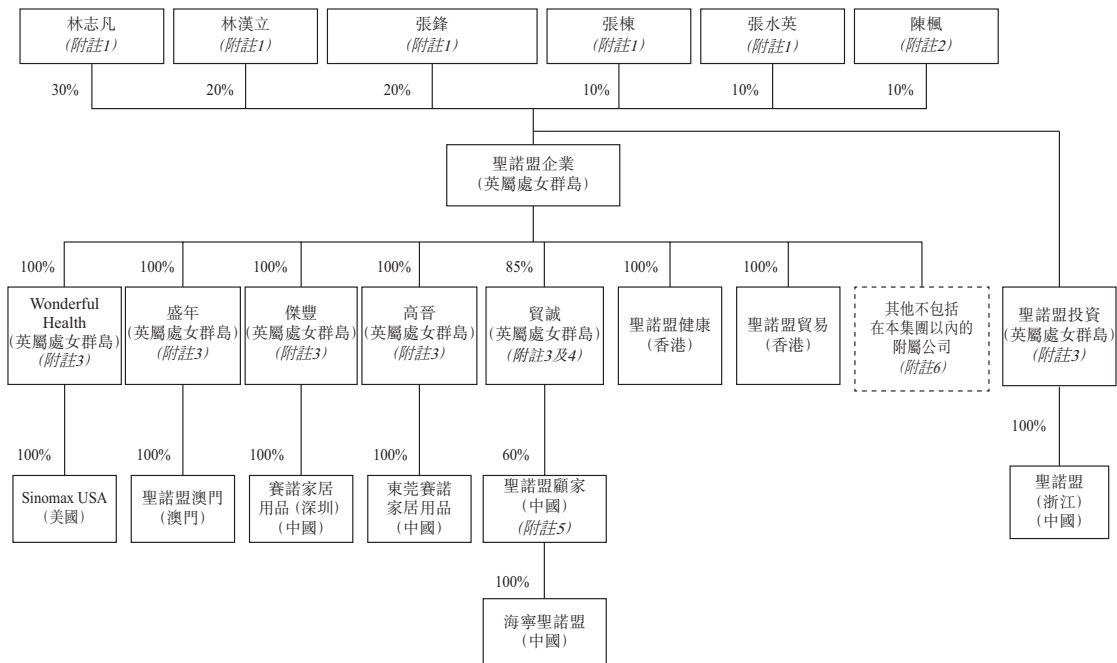 林志凡
(附註1)
林漢立
(附註1)
張鋒
(附註1)
張棟
(附註1)
張水英
(附註1)
陳楓
(附註2)
30%
20%
20%
10%
10%
10%
聖諾盟企業
(英屬處女群島)
100%
100%
100%
100%
85%
100%
100%
Wonderful
Health
(英屬處女群島)
(附註3)
盛年
(英屬處女群島)
(附註3)
傑豐
(英屬處女群島)
(附註3)
高晉
(英屬處女群島)
(附註3)
貿誠
(英屬處女群島)
(附註3及4)
聖諾盟健康
(香港)
聖諾盟貿易
(香港)
其他不包括
在本集團以內的
附屬公司
(附註6)
聖諾盟投資
(英屬處女群島)
(附註3)
100%
100%
100%
100%
60%
100%
Sinomax USA
(美國)
聖諾盟澳門
(澳門)
賽諾家居
用品(深圳)
(中國)
東莞賽諾
家居用品
(中國)
聖諾盟顧家
(中國)
(附註5)
聖諾盟
(浙江)
(中國)
100%
海寧聖諾盟
(中國)